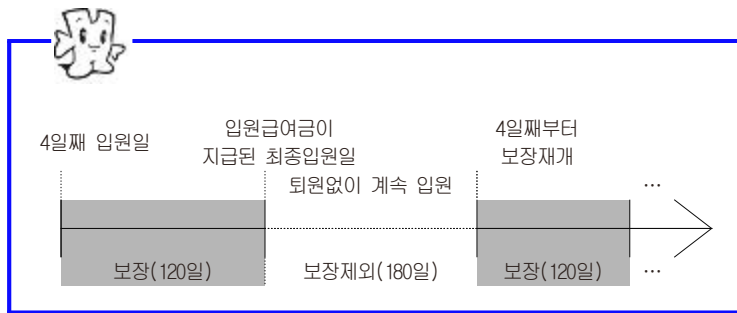 4일째 입원일
입원급여금이
지급된 최종입원일
퇴원없이 계속 입원
4일째부터
보장재개
…
보장(120일)
보장제외(180일)
보장(120일)
…